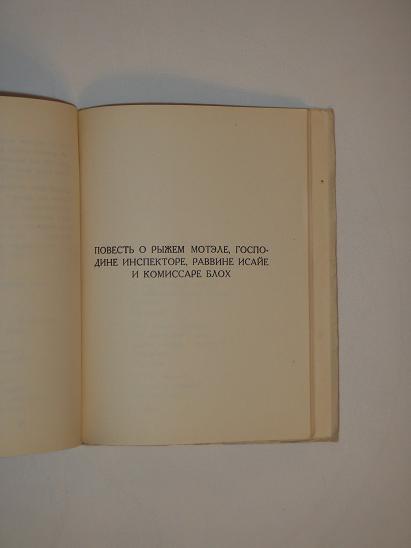 ПОВЕСТЬ О РЫЖЕМ МОТЭЛЕ, ГОСПО-
ДИНЕ ИНСПЕКТОРЕ, РАВВИНЕ ИСАЙЕ
И КОМИССАРЕ БЛОХ